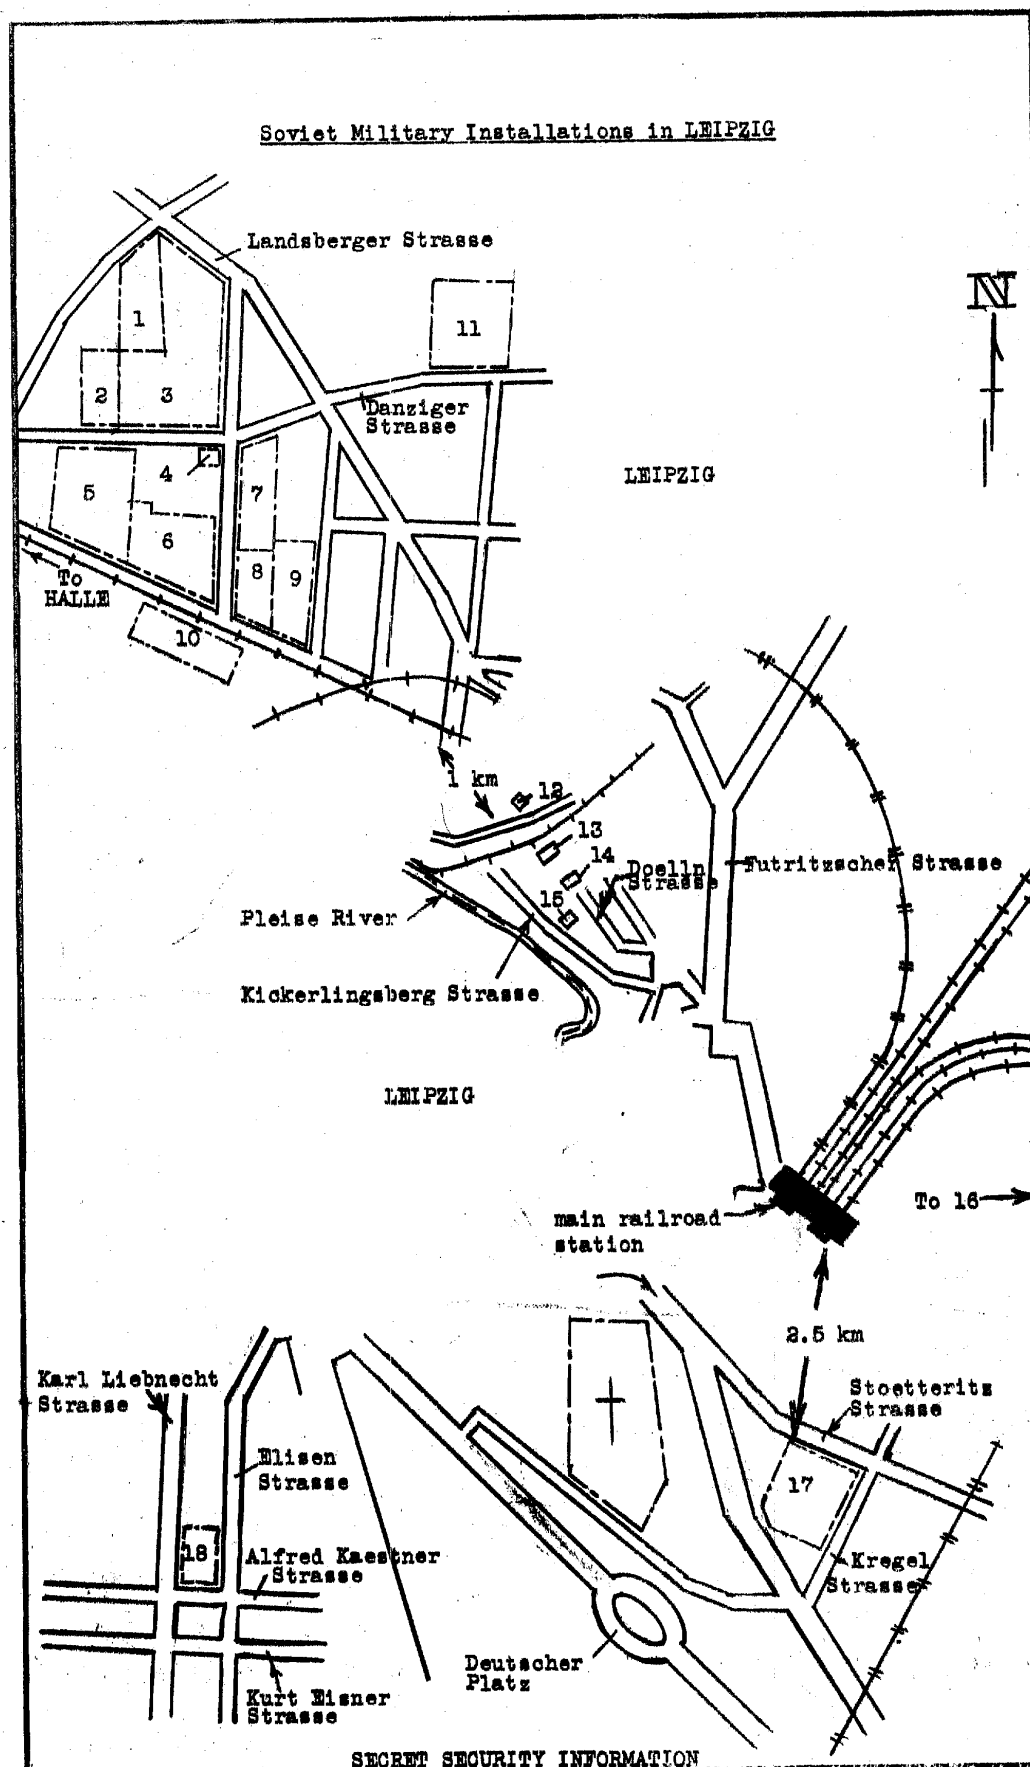 Soviet Military Installations in LEIPZIG
Landsberger Strasse
N
1
11
2
3
Danziger
Strasse
LEIPZIG
4
5
7
6
8
9
To
HALLE
10
1 km
12
13
14
Doelln
Strasse
Eutritzscher Strasse
15
Pleise River
Kickerlingsberg Strasse
LEIPZIG
To 16
main railroad
station
2.5 km
Karl Liebnecht
Strasse
Stoetteritz
Strasse
Elisen
Strasse
17
18
Alfred Kaestner
Strasse
Kregel
Strasse
Deutscher
Platz
Kurt Eisner
Strasse
SECRET SECURITY INFORMATION